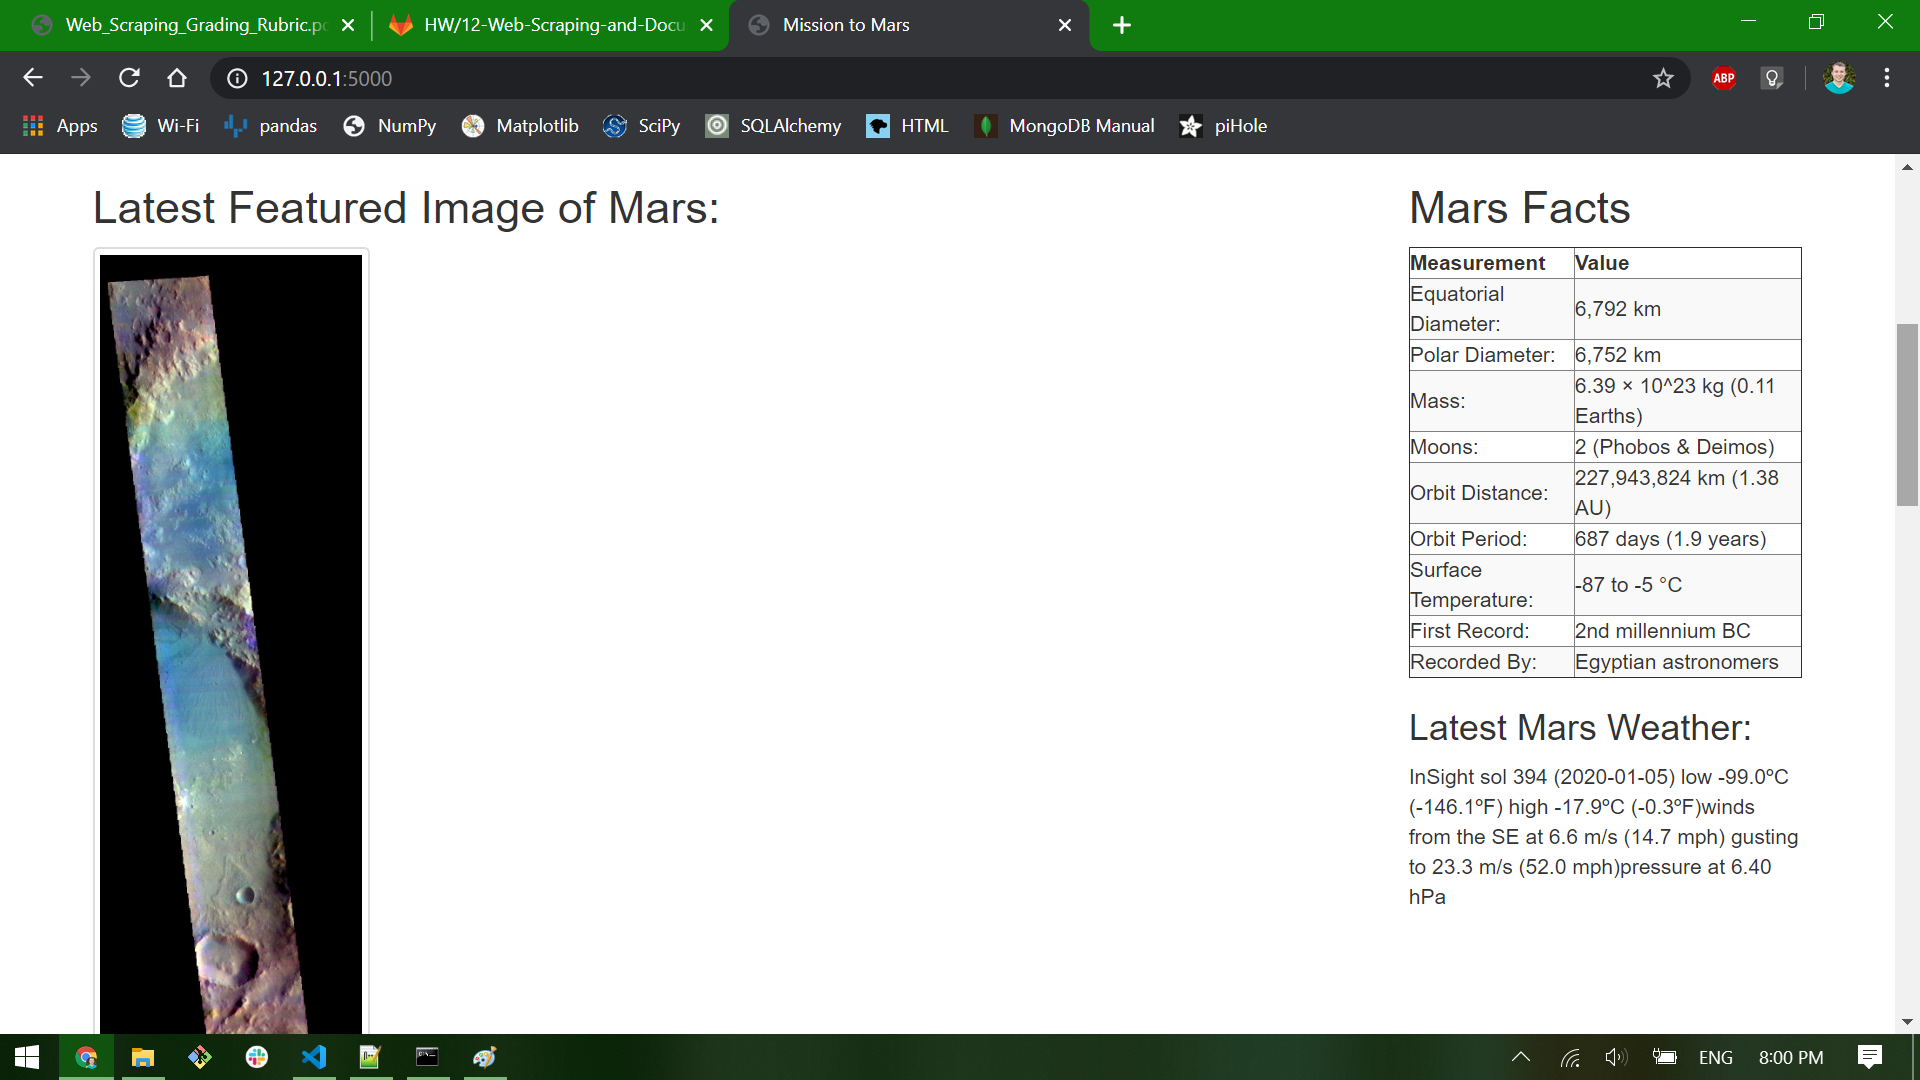 Web_Scraping_Grading_Rubric.p
HW/12-Web-Scraping-and-Docu
Mission to Mars
127.0.0.1:5000
ABP
Apps
Wi-Fi
pandas
NumPy
Matplotlib
SciPy
SQLAlchemy
HTML
MongoDB Manual
piHole
Latest Featured Image of Mars:
Mars Facts
Measurement Value
Equatorial
Diameter: 6,792 km
Polar Diameter: 6,752 km
Mass: 6.39 × 10^23 kg (0.11
Earths)
Moons: 2 (Phobos & Deimos)
Orbit Distance: 227,943,824 km (1.38
AU)
Orbit Period: 687 days (1.9 years)
Surface
Temperature: -87 to -5 °C
First Record: 2nd millennium BC
Recorded By: Egyptian astronomers
Latest Mars Weather:
InSight sol 394 (2020-01-05) low -99.0ºC
(-146.1ºF) high -17.9ºC (-0.3ºF)winds
from the SE at 6.6 m/s (14.7 mph) gusting
to 23.3 m/s (52.0 mph)pressure at 6.40
hPa
ENG
8:00 PM